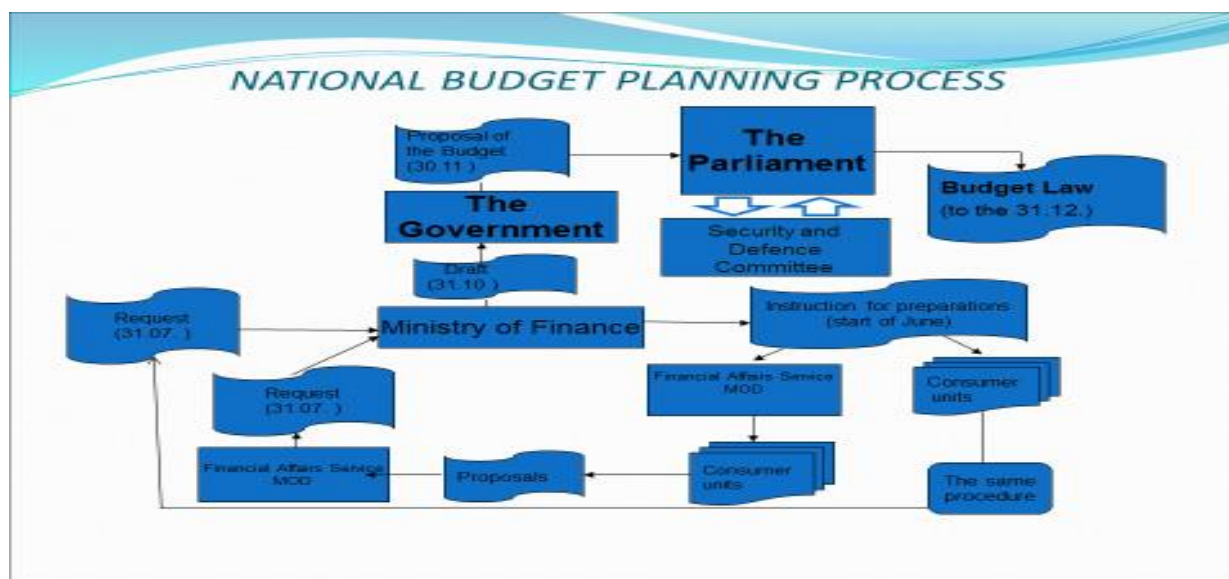 NATIONAL BUDGET PLANNING PROCESS
Proposal of
the Budget
(30.11.)
The
Parliament
Budget Law
(to the 31.12.)
The
Government
Security and
Defence
Committee
Draft
(31.10.)
Request
(31.07. )
Ministry of Finance
Instruction for preparations
(start of June)
Request
(31.07. )
Financial Affairs Service
MOD
Consumer
units
Financial Affairs Service
MOD
Proposals
Consumer
units
The same
procedure